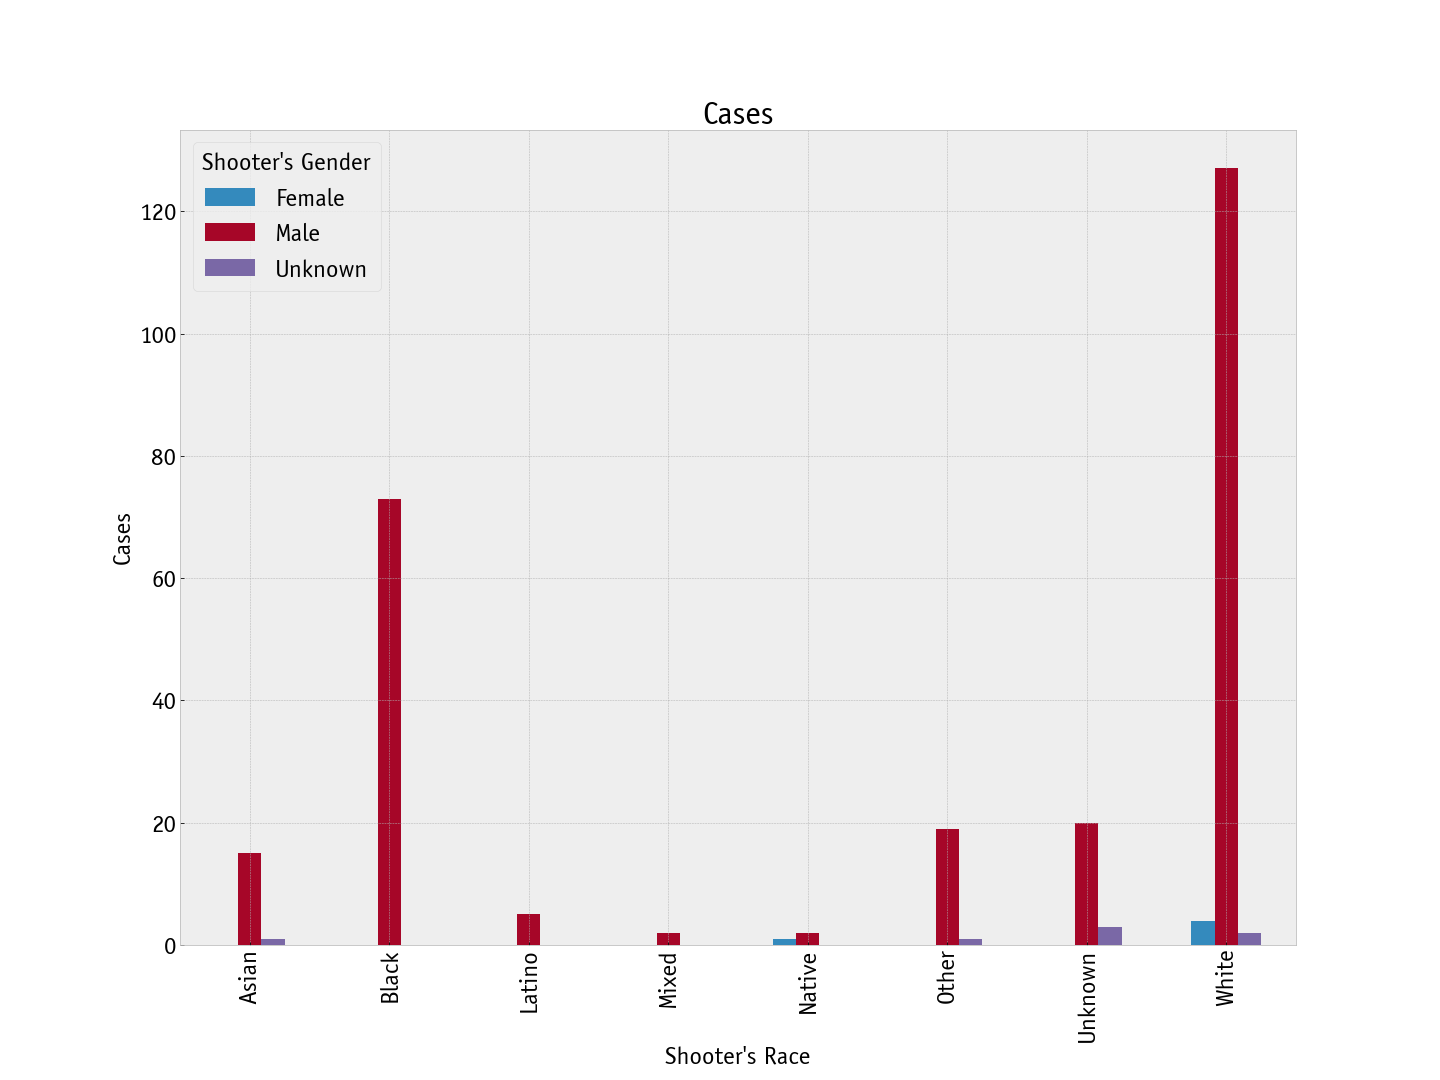 Cases
Shooter's Gender
Female
Male
Unknown
120
100
80
60
40
20
0
Cases
Asian
Black
Latino
Mixed
Native
Other
Unknown
White
Shooter's Race